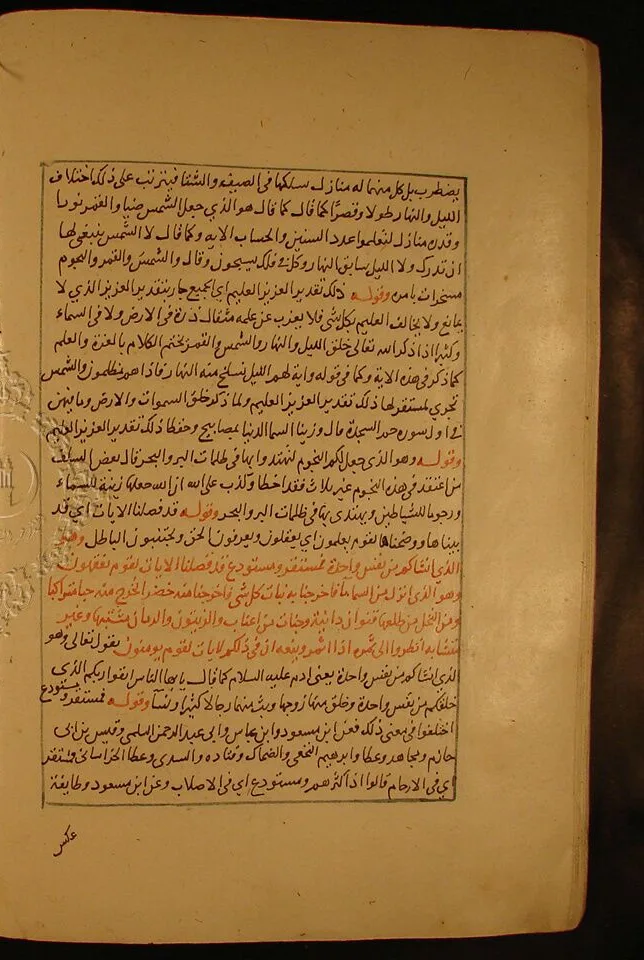 يضطرب بل كل منهما له منازل يسلكها في الصيف والشتا فيترتب على ذلك اختلاف
الليل والنهار طولا وقصرًا كما قال كما قال هو الذي جعل الشمس ضيا والقمر نورا
وقدره منازل لتعلموا عدد السنين والحساب الايه وكما قال لا الشمس ينبغي لها
ان تدرك ولا الليل سابق النهار وكل في فلك يسبحون وقال والشمس والقمر والنجوم
مسخرات بامره وقوله ذلك تقدير العزيز العليم اي الجميع جار بتقدير العزيز الذي لا
يمانع ولا يخالف العليم بكل شي فلا يعزب عن علمه مثقال ذرة في الارض ولا في السماء
وكثيرا اذا ذكر الله تعالى خلق الليل والنهار والشمس والقمر يختم الكلام بالعزة والعلم
كما ذكر في هذه الاية وكما في قوله واية لهم الليل نسلخ منه النهار فاذا هم مظلمون والشمس
تجري لمستقر لها ذلك تقدير العزيز العليم ولما ذكر خلق السموات والارض وما فيهن
في اول سوره حم السجدة قال وزينا السما الدنيا بمصابيح وحفظا ذلك تقدير العزيز العليم
وقوله وهو الذي جعل لكم النجوم لتهتدوا بها في ظلمات البر والبحر قال بعض السلف
من اعتقد في هذه النجوم غير ثلاث فقد اخطا وكذب على الله ان الله جعلها زينة للسماء
ورجوما للشياطين ويهتدى بها في ظلمات البر والبحر وقوله قد فصلنا الايات اي قد
بيناها ووضحناها لقوم يعلمون اي يعقلون ويعرفون الحق ويجتنبون الباطل وهو
الذي انشاكم من نفس واحدة فمستقر ومستودع قد فصلنا الايات لقوم يفقهون
وهو الذي انزل من السما ما فاخرجنا به نبات كل شي فاخرجنا منه خضرا نخرج منه حبا متراكبا
ومن النخل من طلعها قنوان دانية وجنات من اعناب والزيتون والرمان مشتبها وغير
متشابه انظروا الى ثمره اذا اثمر وينعه ان في ذلكم لايات لقوم يومنون يقول تعالى وهو
الذي انشاكم من نفس واحدة يعني ادم عليه السلام كما قال يا ايها الناس اتقوا ربكم الذي
خلقكم من نفس واحدة وخلق منها زوجها وبث منهما رجالا كثيرا ونسآ وقوله فمستقر ومستودع
اختلفوا في معنى ذلك فعن ابن مسعود وابن عباس وابي عبد الرحمن السلمي وقيس بن ابي
حازم ومجاهد وعطا وابرهيم النخعي والضحاك وقتاده والسدى وعطا الخراساني فمستقر
اي في الارحام قالوا اذ اكثرهم ومستودع اي في الاصلاب وعن ابن مسعود وطايفة
عكس